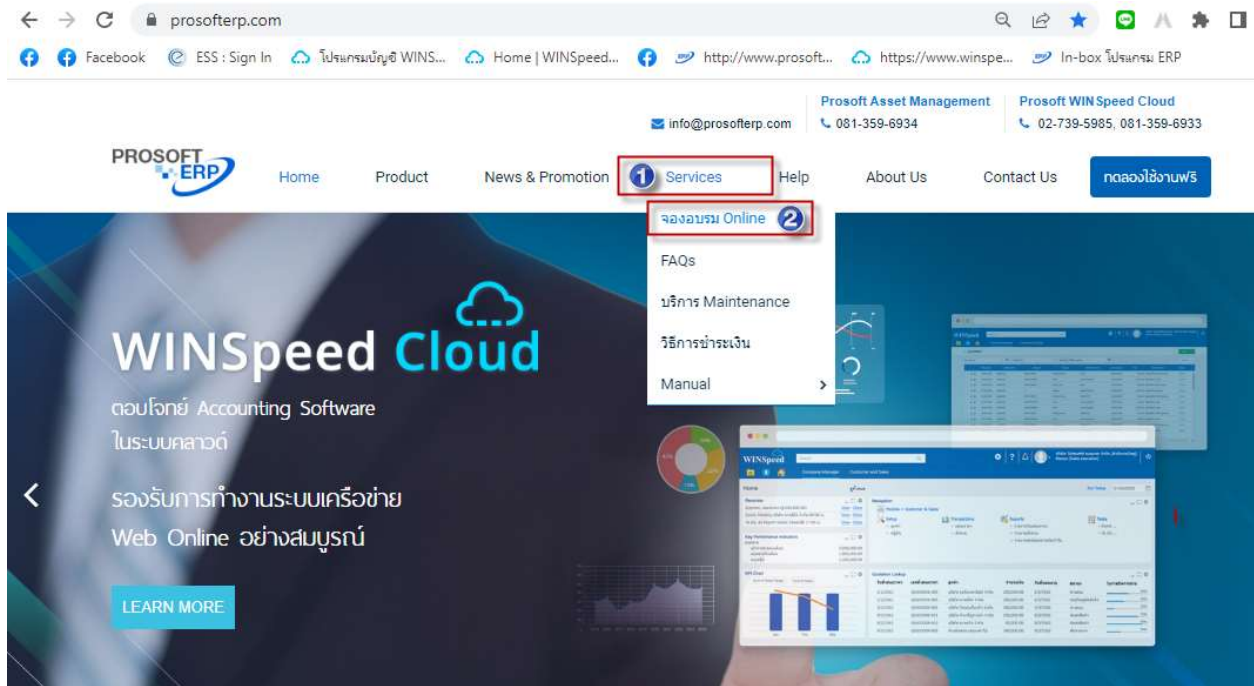 prosofterp.com
Facebook
ESS : Sign In
โปรแกรมบัญชี WINS...
Home | WINSpeed...
http://www.prosoft...
https://www.winspe...
In-box โปรแกรม ERP
info@prosofterp.com
Prosoft Asset Management
081-359-6934
Prosoft WINSpeed Cloud
02-739-5985, 081-359-6933
PROSOFT
ERP
Home
Product
News & Promotion
1
Services
Help
About Us
Contact Us
ทดลองใช้งานฟรี
จองอบรม Online
2
FAQs
บริการ Maintenance
วิธีการชำระเงิน
Manual
WINSpeed Cloud
ตอบโจทย์ Accounting Software
ในระบบคลาวด์
รองรับการทำงานระบบเครือข่าย
Web Online อย่างสมบูรณ์
LEARN MORE
WINSpeed
Home